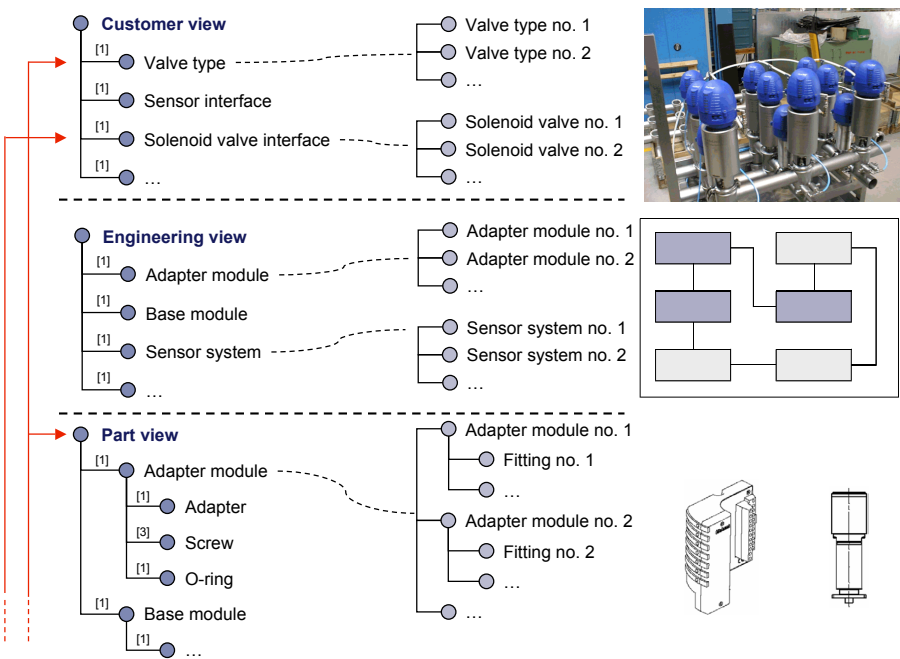 Customer view
[1]
Valve type
[1]
Sensor interface
[1]
Solenoid valve interface
[1]
…
Valve type no. 1
Valve type no. 2
…
Solenoid valve no. 1
Solenoid valve no. 2
…
Engineering view
[1]
Adapter module
[1]
Base module
[1]
Sensor system
[1]
…
Adapter module no. 1
Adapter module no. 2
…
Sensor system no. 1
Sensor system no. 2
…
Part view
[1]
Adapter module
[1]
Adapter
[3]
Screw
[1]
O-ring
[1]
Base module
[1]
…
Adapter module no. 1
Fitting no. 1
…
Adapter module no. 2
Fitting no. 2
…
…